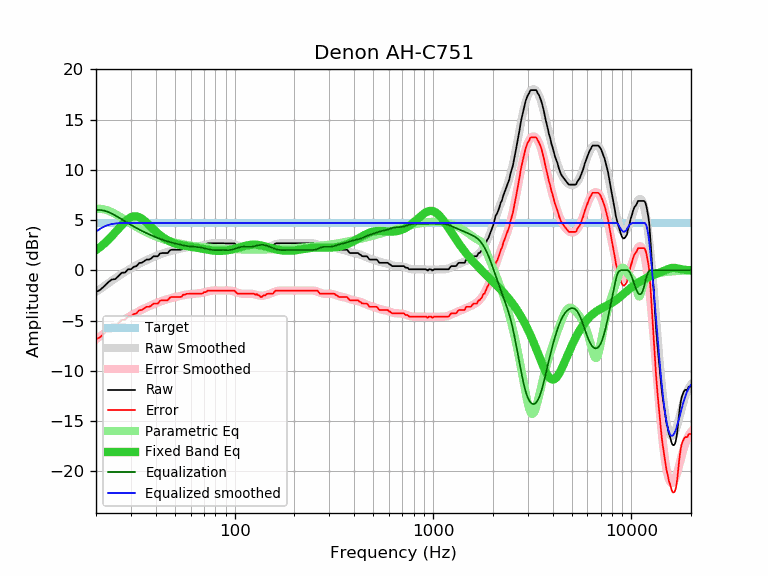 Denon AH-C751
20
15
10
5
0
−5
−10
−15
−20
Amplitude (dBr)
Target
Raw Smoothed
Error Smoothed
Raw
Error
Parametric Eq
Fixed Band Eq
Equalization
Equalized smoothed
100
1000
10000
Frequency (Hz)